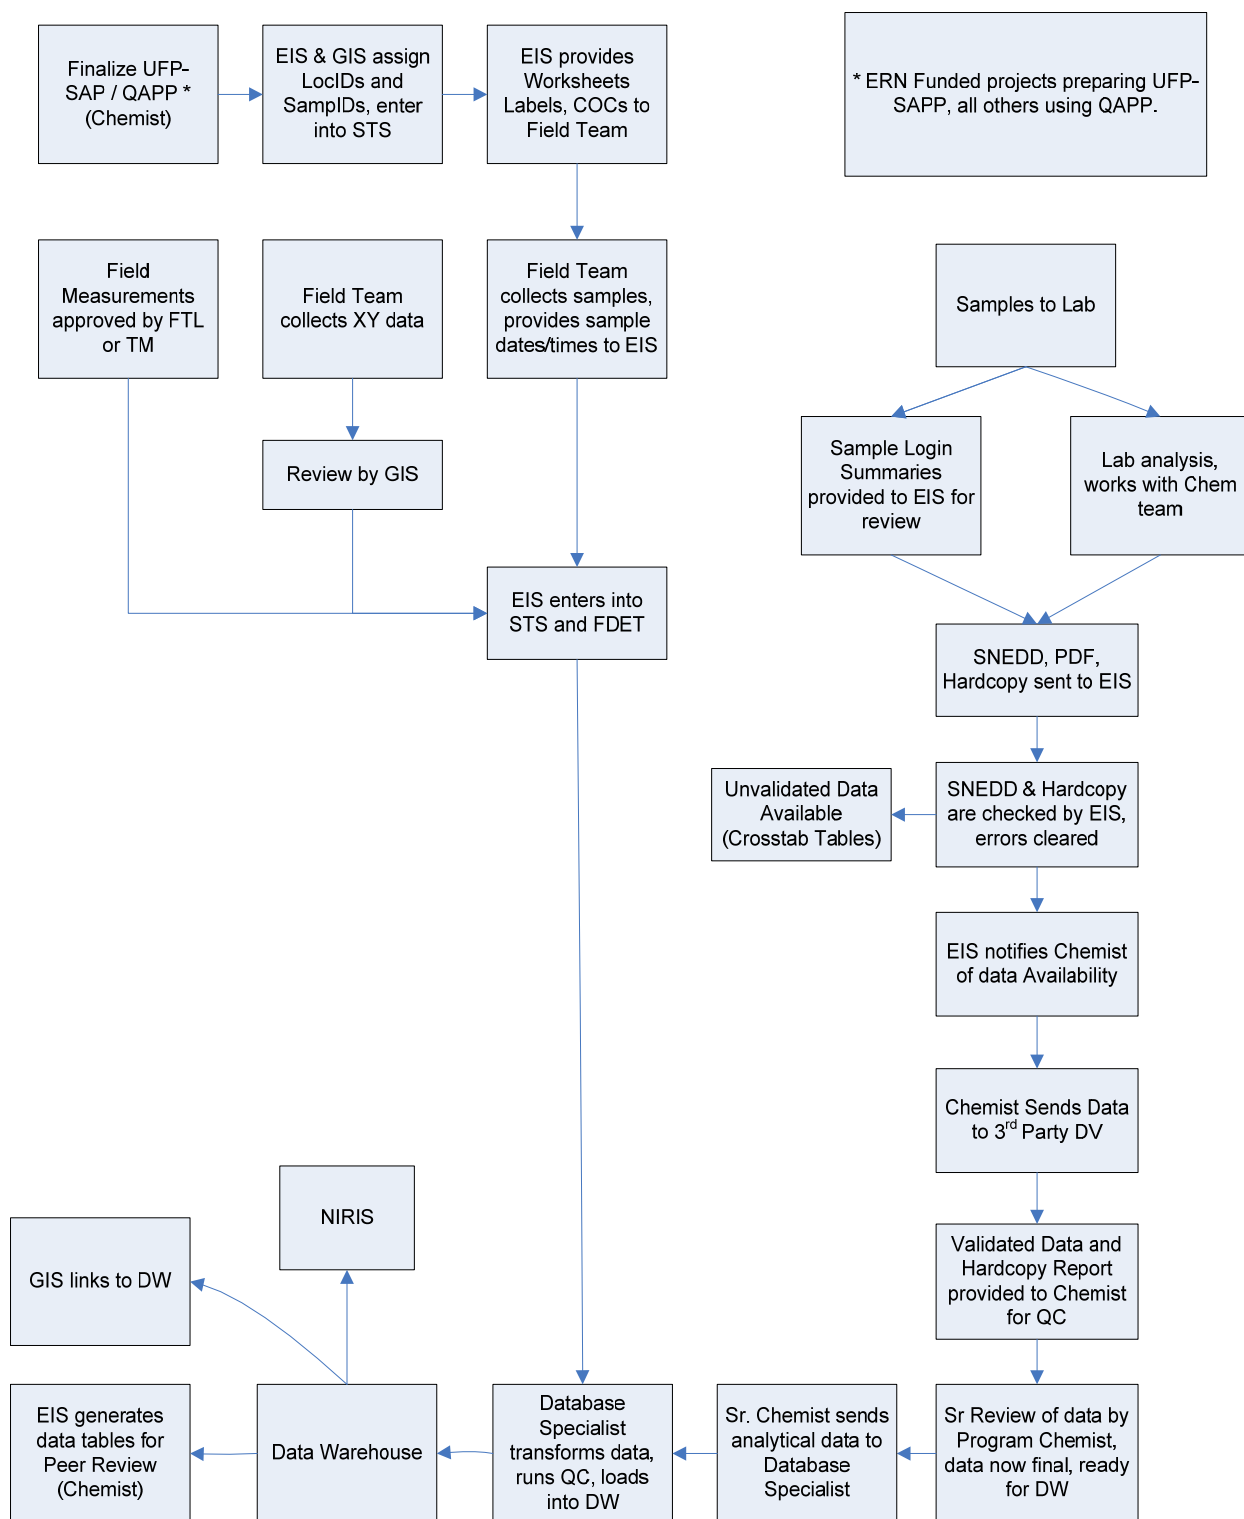 Finalize UFP-
SAP / QAPP *
(Chemist)
EIS & GIS assign
LocIDs and
SampIDs, enter
into STS
EIS provides
Worksheets
Labels, COCs to
Field Team
* ERN Funded projects preparing UFP-
SAPP, all others using QAPP.
Field
Measurements
approved by FTL
or TM
Field Team
collects XY data
Field Team
collects samples,
provides sample
dates/times to EIS
Samples to Lab
Review by GIS
Sample Login
Summaries
provided to EIS for
review
Lab analysis,
works with Chem
team
EIS enters into
STS and FDET
SNEDD, PDF,
Hardcopy sent to EIS
Unvalidated Data
Available
(Crosstab Tables)
SNEDD & Hardcopy
are checked by EIS,
errors cleared
EIS notifies Chemist
of data Availability
Chemist Sends Data
to 3rd Party DV
NIRIS
GIS links to DW
Validated Data and
Hardcopy Report
provided to Chemist
for QC
EIS generates
data tables for
Peer Review
(Chemist)
Data Warehouse
Database
Specialist
transforms data,
runs QC, loads
into DW
Sr. Chemist sends
analytical data to
Database
Specialist
Sr Review of data by
Program Chemist,
data now final, ready
for DW